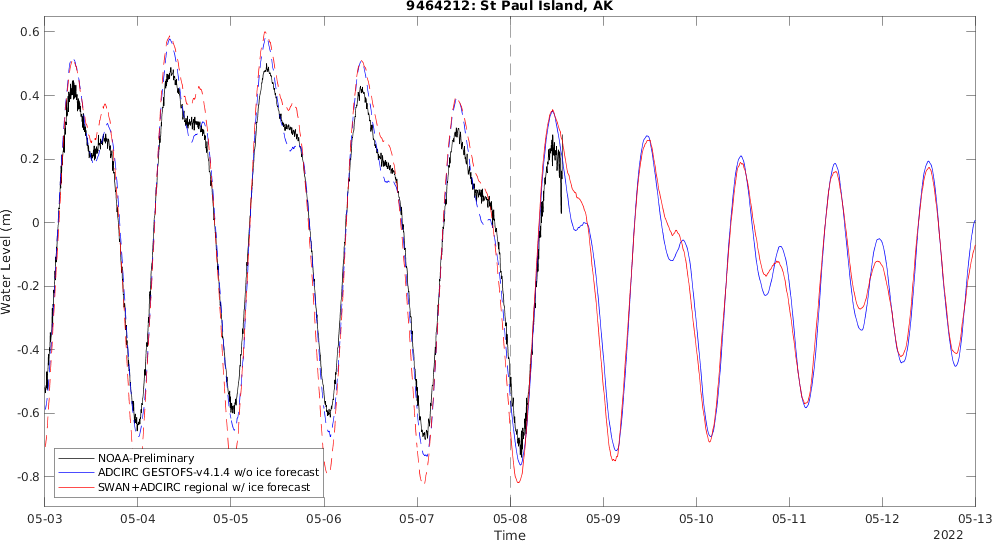 9464212: St Paul Island, AK
0.6
0.4
0.2
0
-0.2
-0.4
-0.6
-0.8
Water Level (m)
NOAA-Preliminary
ADCIRC GESTOFS-v4.1.4 w/o ice forecast
SWAN+ADCIRC regional w/ ice forecast
05-03 05-04 05-05 05-06 05-07 05-08 05-09 05-10 05-11 05-12 05-13
Time
2022